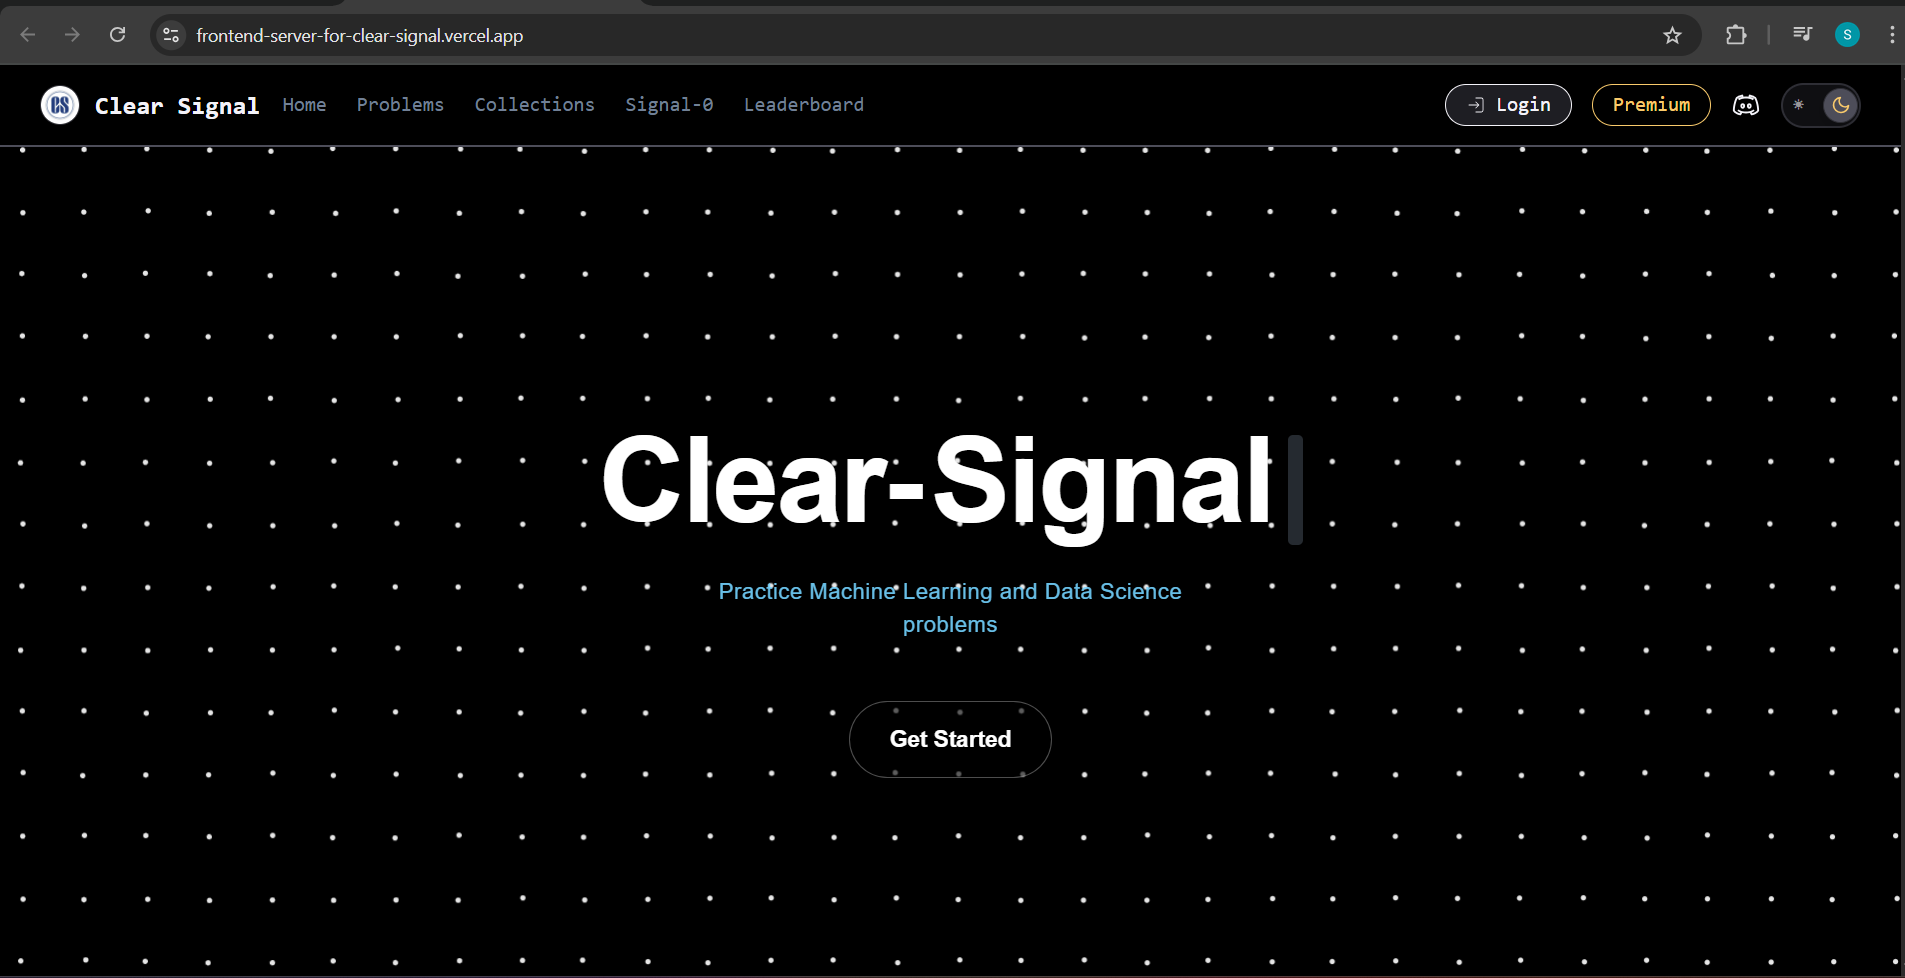 frontend-server-for-clear-signal.vercel.app
S
CS Clear Signal Home Problems Collections Signal-0 Leaderboard Login Premium
Clear-Signal
Practice Machine Learning and Data Science
problems
Get Started